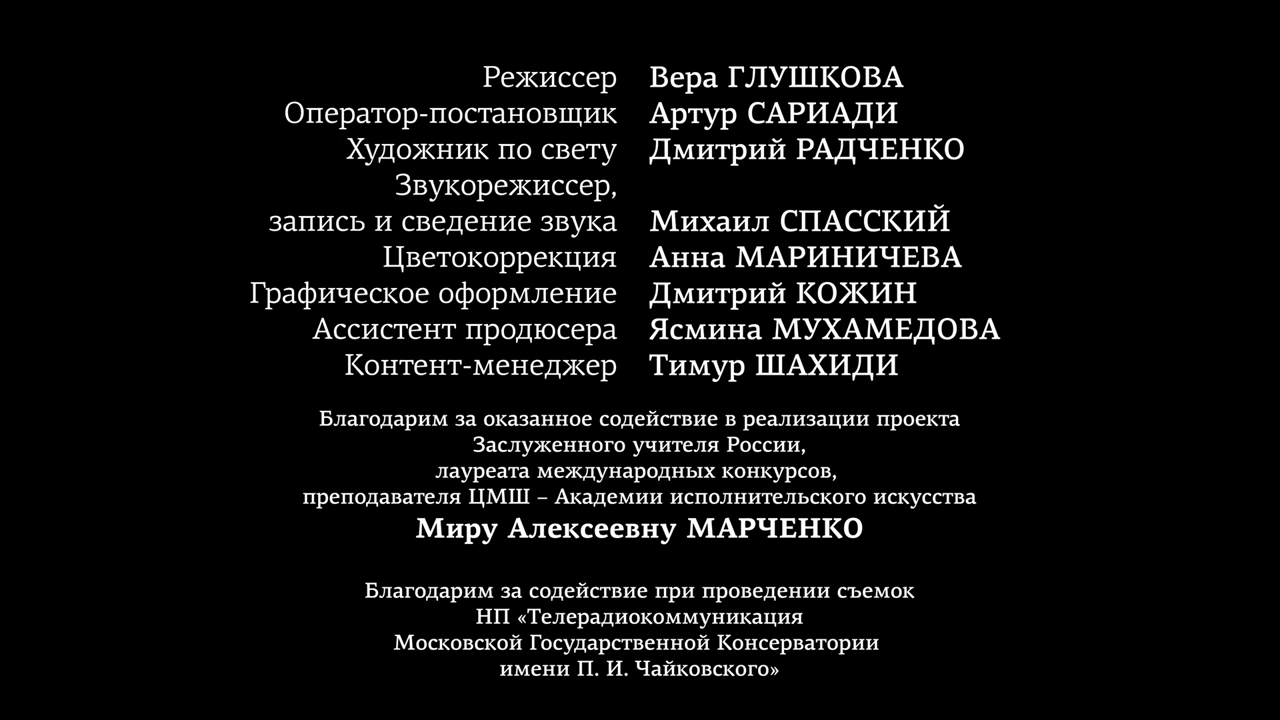 Режиссер Вера ГЛУШКОВА
Оператор-постановщик Артур САРИАДИ
Художник по свету Дмитрий РАДЧЕНКО
Звукорежиссер,
запись и сведение звука Михаил СПАССКИЙ
Цветокоррекция Анна МАРИНИЧЕВА
Графическое оформление Дмитрий КОЖИН
Ассистент продюсера Ясмина МУХАМЕДОВА
Контент-менеджер Тимур ШАХИДИ
Благодарим за оказанное содействие в реализации проекта
Заслуженного учителя России,
лауреата международных конкурсов,
преподавателя ЦМШ – Академии исполнительского искусства
Миру Алексеевну МАРЧЕНКО
Благодарим за содействие при проведении съемок
НП «Телерадиокоммуникация
Московской Государственной Консерватории
имени П. И. Чайковского»